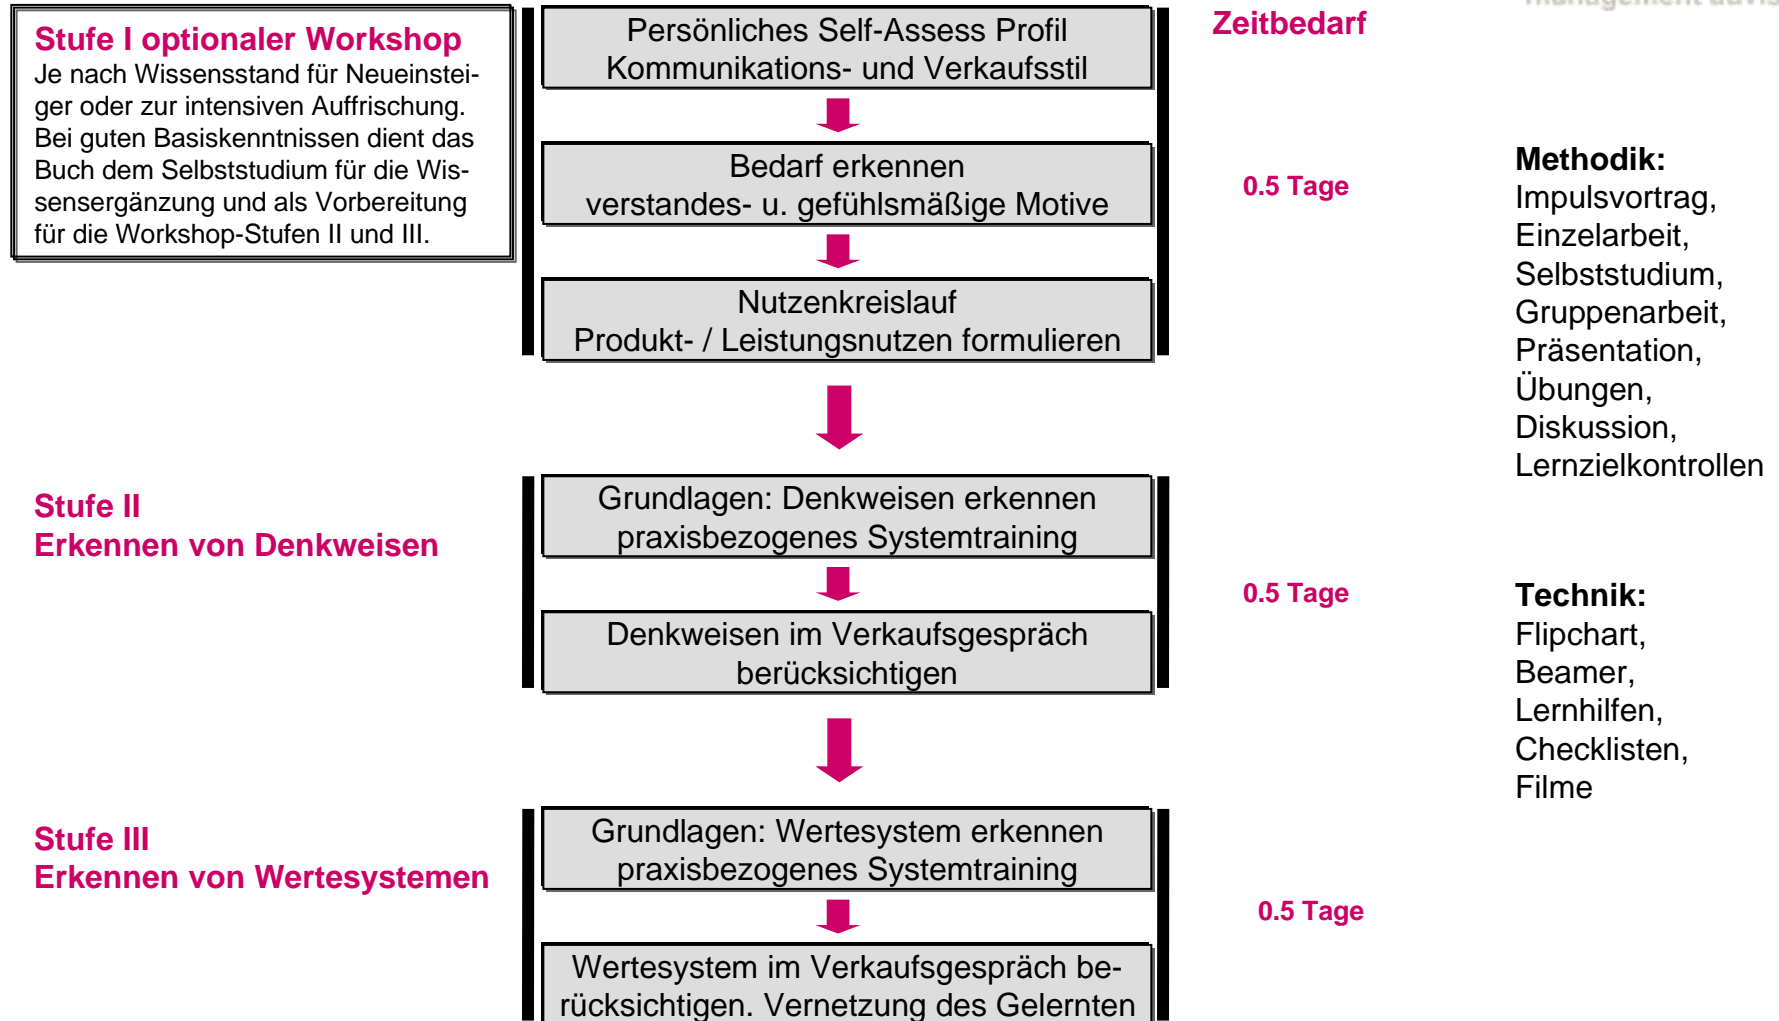 management advis
Stufe I optionaler Workshop
Je nach Wissensstand für Neueinstei-
ger oder zur intensiven Auffrischung.
Bei guten Basiskenntnissen dient das
Buch dem Selbststudium für die Wis-
sensergänzung und als Vorbereitung
für die Workshop-Stufen II und III.
Persönliches Self-Assess Profil
Kommunikations- und Verkaufsstil
Zeitbedarf
Bedarf erkennen
verstandes- u. gefühlsmäßige Motive
0.5 Tage
Nutzenkreislauf
Produkt- / Leistungsnutzen formulieren
Methodik:
Impulsvortrag,
Einzelarbeit,
Selbststudium,
Gruppenarbeit,
Präsentation,
Übungen,
Diskussion,
Lernzielkontrollen
Stufe II
Erkennen von Denkweisen
Grundlagen: Denkweisen erkennen
praxisbezogenes Systemtraining
Denkweisen im Verkaufsgespräch
berücksichtigen
0.5 Tage
Technik:
Flipchart,
Beamer,
Lernhilfen,
Checklisten,
Filme
Stufe III
Erkennen von Wertesystemen
Grundlagen: Wertesystem erkennen
praxisbezogenes Systemtraining
Wertesystem im Verkaufsgespräch be-
rücksichtigen. Vernetzung des Gelernten
0.5 Tage